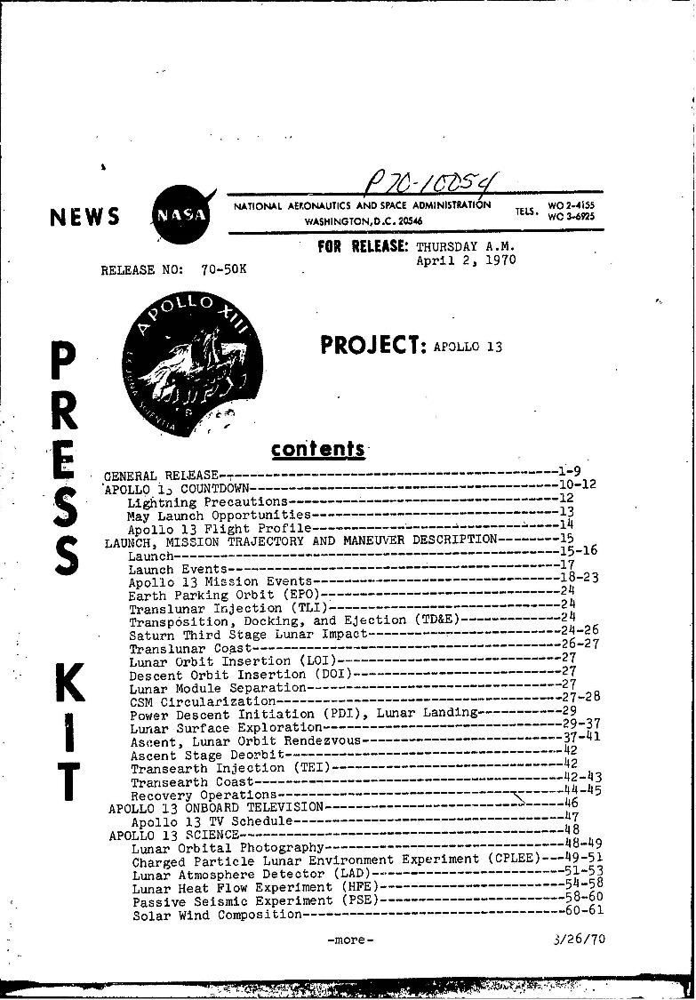 P70-10054
NEWS
NASA
NATIONAL AERONAUTICS AND SPACE ADMINISTRATION
WASHINGTON, D.C. 20546
TELS. WO 2-4155
WO 3-6925
FOR RELEASE: THURSDAY A.M.
April 2, 1970
RELEASE NO: 70-50K
APOLLO XIII
EX LUNA, SCIENTIA
PROJECT: APOLLO 13
PRESS
KIT
contents
GENERAL RELEASE-------------------------------------------1-9
APOLLO 13 COUNTDOWN---------------------------------------10-12
Lightning Precautions-----------------------------------12
May Launch Opportunities--------------------------------13
Apollo 13 Flight Profile--------------------------------14
LAUNCH, MISSION TRAJECTORY AND MANEUVER DESCRIPTION--------15
Launch--------------------------------------------------15-16
Launch Events-------------------------------------------17
Apollo 13 Mission Events--------------------------------18-23
Earth Parking Orbit (EPO)-------------------------------24
Translunar Injection (TLI)------------------------------24
Transposition, Docking, and Ejection (TD&E)-------------24
Saturn Third Stage Lunar Impact-------------------------24-26
Translunar Coast----------------------------------------26-27
Lunar Orbit Insertion (LOI)-----------------------------27
Descent Orbit Insertion (DOI)---------------------------27
Lunar Module Separation---------------------------------27
CSM Circularization-------------------------------------27-28
Power Descent Initiation (PDI), Lunar Landing-----------29
Lunar Surface Exploration-------------------------------29-37
Ascent, Lunar Orbit Rendezvous--------------------------37-41
Ascent Stage Deorbit------------------------------------42
Transearth Injection (TEI)------------------------------42
Transearth Coast----------------------------------------42-43
Recovery Operations-------------------------------------44-45
APOLLO 13 ONBOARD TELEVISION-------------------------------46
Apollo 13 TV Schedule-----------------------------------47
APOLLO 13 SCIENCE------------------------------------------48
Lunar Orbital Photography-------------------------------48-49
Charged Particle Lunar Environment Experiment (CPLEE)---49-51
Lunar Atmosphere Detector (LAD)-------------------------51-53
Lunar Heat Flow Experiment (HFE)------------------------54-58
Passive Seismic Experiment (PSE)------------------------58-60
Solar Wind Composition----------------------------------60-61
-more-
3/26/70